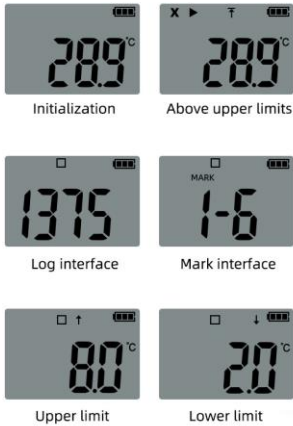 28.9°C
X 28.9°C
Initialization
Above upper limits
1375
MARK
1-6
Log interface
Mark interface
8.0°C
2.0°C
Upper limit
Lower limit